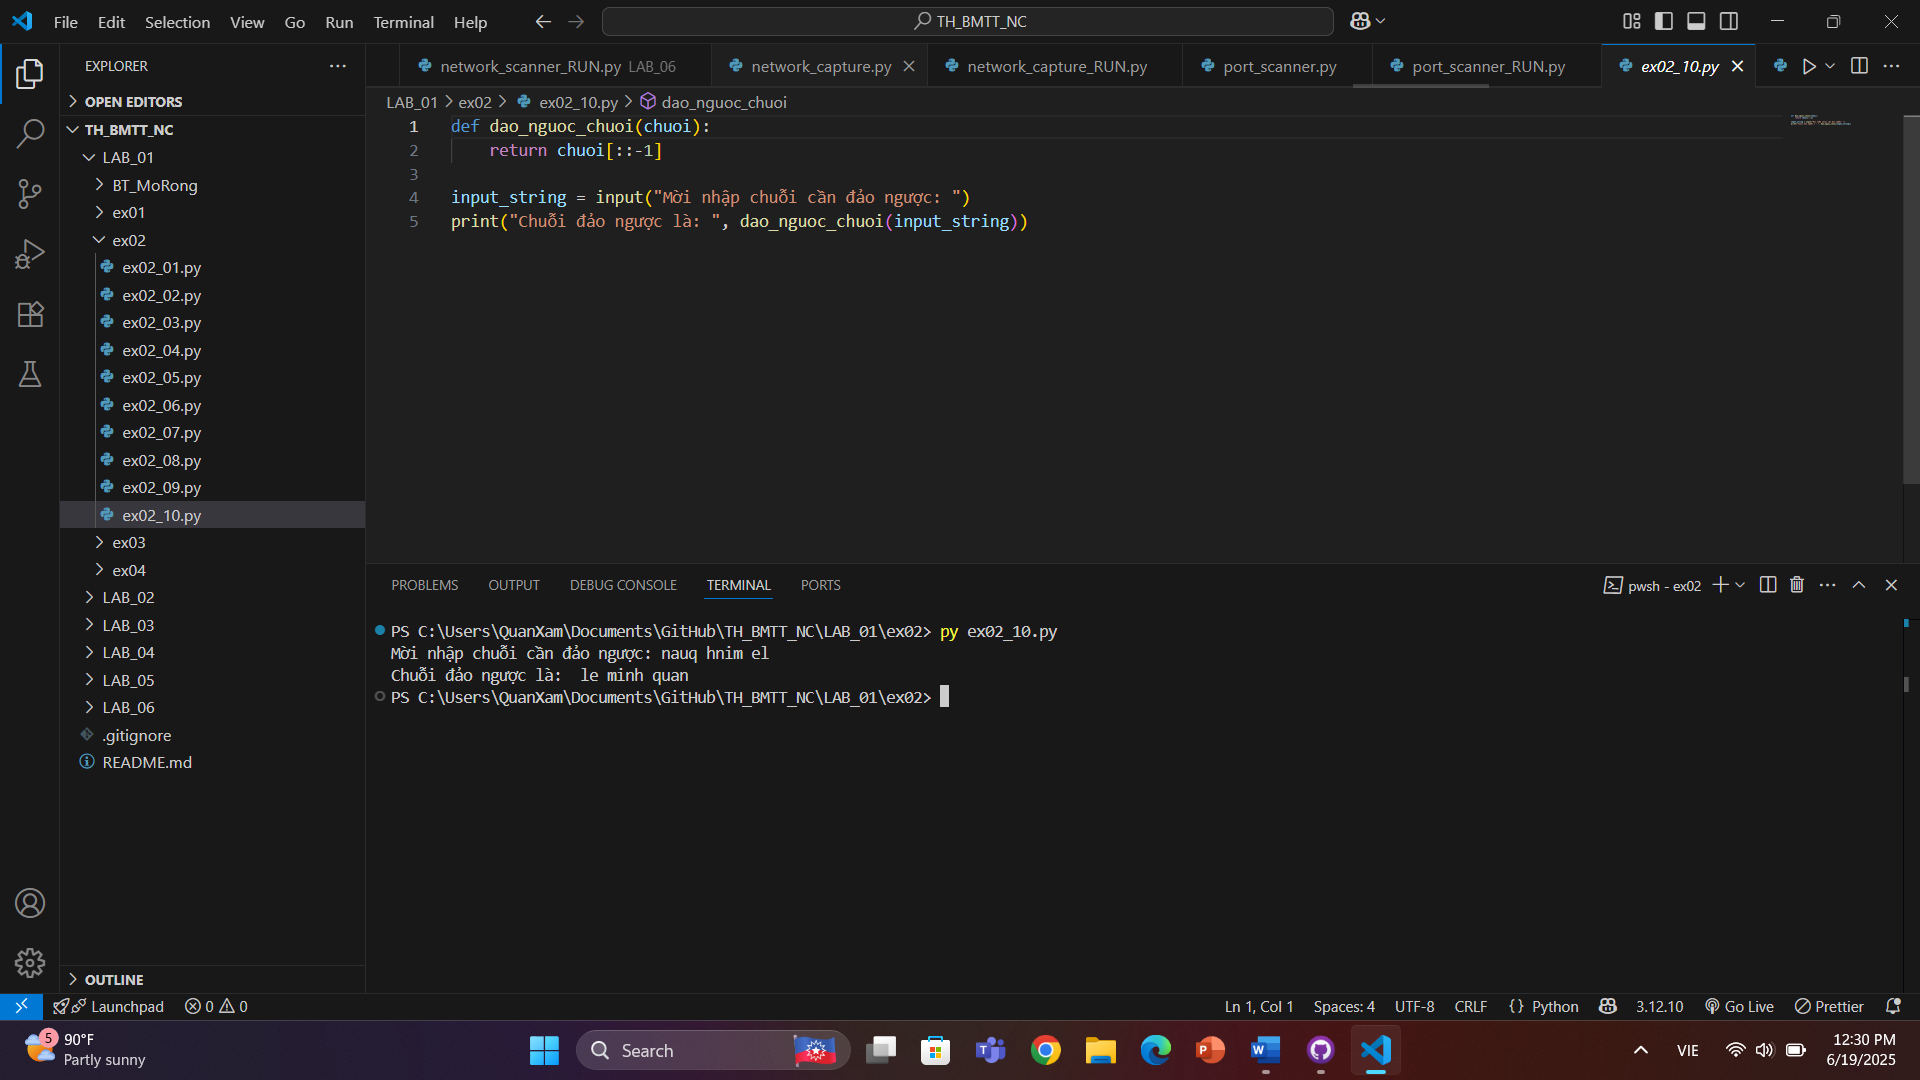 File Edit Selection View Go Run Terminal Help
TH_BMTT_NC
EXPLORER
OPEN EDITORS
TH_BMTT_NC
LAB_01
BT_MoRong
ex01
ex02
ex02_01.py
ex02_02.py
ex02_03.py
ex02_04.py
ex02_05.py
ex02_06.py
ex02_07.py
ex02_08.py
ex02_09.py
ex02_10.py
ex03
ex04
LAB_02
LAB_03
LAB_04
LAB_05
LAB_06
.gitignore
README.md
OUTLINE
network_scanner_RUN.py LAB_06
network_capture.py
network_capture_RUN.py
port_scanner.py
port_scanner_RUN.py
ex02_10.py
LAB_01 > ex02 > ex02_10.py > dao_nguoc_chuoi
1 def dao_nguoc_chuoi(chuoi):
2 return chuoi[::-1]
3
4 input_string = input("Mời nhập chuỗi cần đảo ngược: ")
5 print("Chuỗi đảo ngược là: ", dao_nguoc_chuoi(input_string))
PROBLEMS OUTPUT DEBUG CONSOLE TERMINAL PORTS
pwsh - ex02
PS C:\Users\QuanXam\Documents\GitHub\TH_BMTT_NC\LAB_01\ex02> py ex02_10.py
Mời nhập chuỗi cần đảo ngược: nauq hnim el
Chuỗi đảo ngược là:  le minh quan
PS C:\Users\QuanXam\Documents\GitHub\TH_BMTT_NC\LAB_01\ex02>
Launchpad 0 0
Ln 1, Col 1 Spaces: 4 UTF-8 CRLF {} Python 3.12.10 Go Live Prettier
5
90°F
Partly sunny
Search
VIE
12:30 PM
6/19/2025